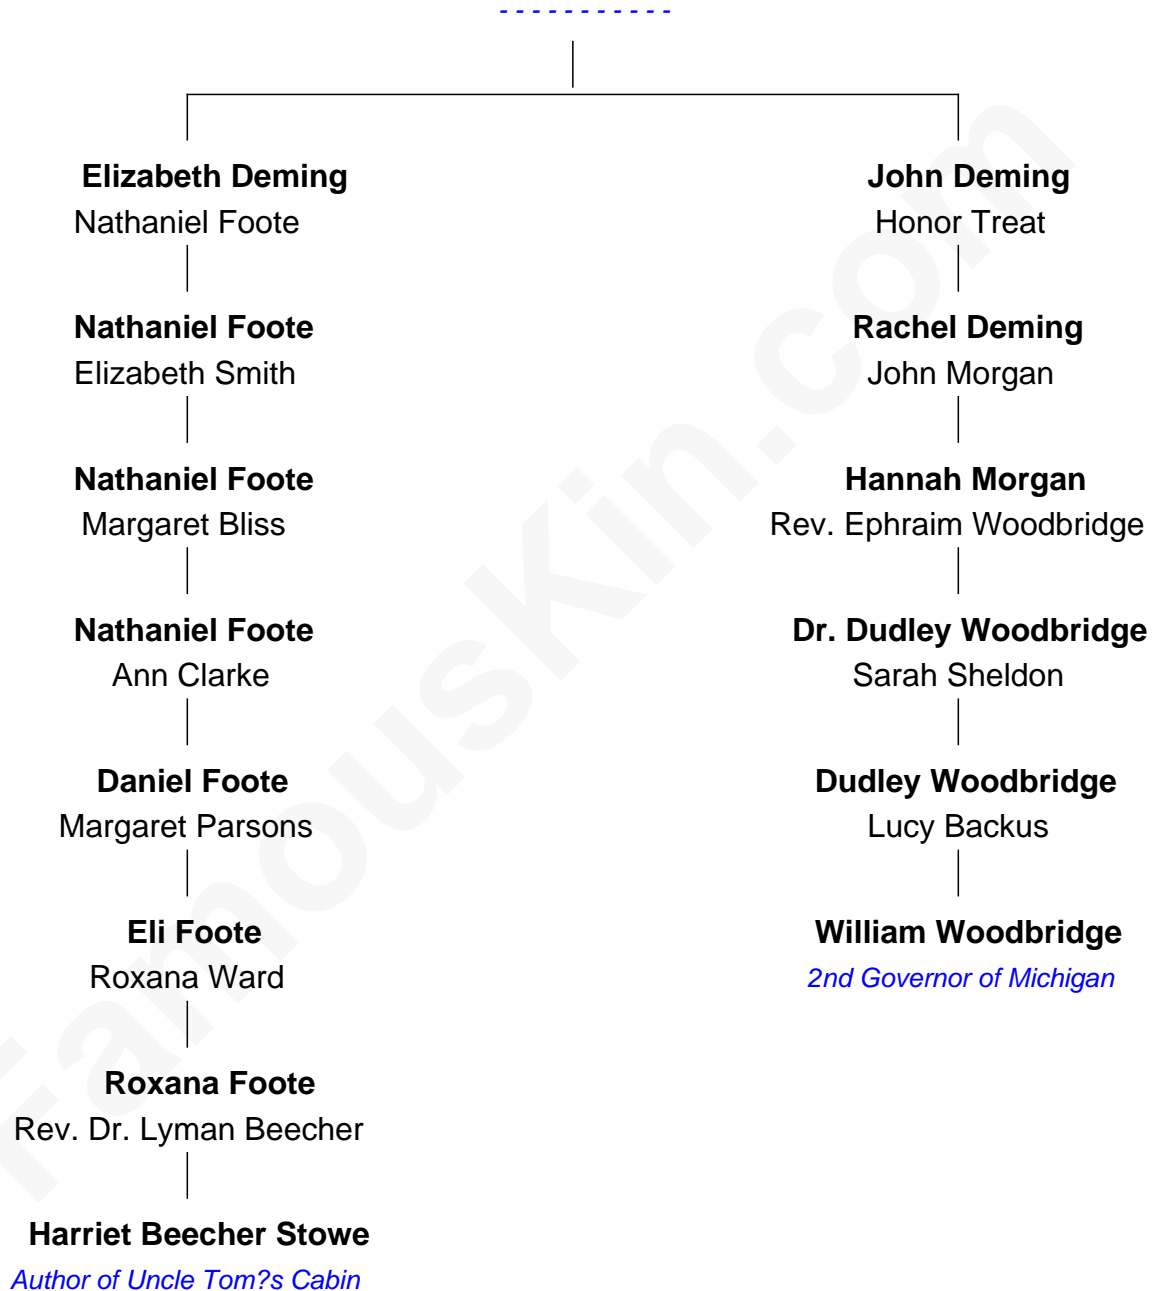 - - - - - - - - - - -
Elizabeth Deming
Nathaniel Foote
John Deming
Honor Treat
Nathaniel Foote
Elizabeth Smith
Rachel Deming
John Morgan
Nathaniel Foote
Margaret Bliss
Hannah Morgan
Rev. Ephraim Woodbridge
Nathaniel Foote
Ann Clarke
Dr. Dudley Woodbridge
Sarah Sheldon
Daniel Foote
Margaret Parsons
Dudley Woodbridge
Lucy Backus
Eli Foote
Roxana Ward
William Woodbridge
2nd Governor of Michigan
Roxana Foote
Rev. Dr. Lyman Beecher
Harriet Beecher Stowe
Author of Uncle Tom?s Cabin
FamousKin.com